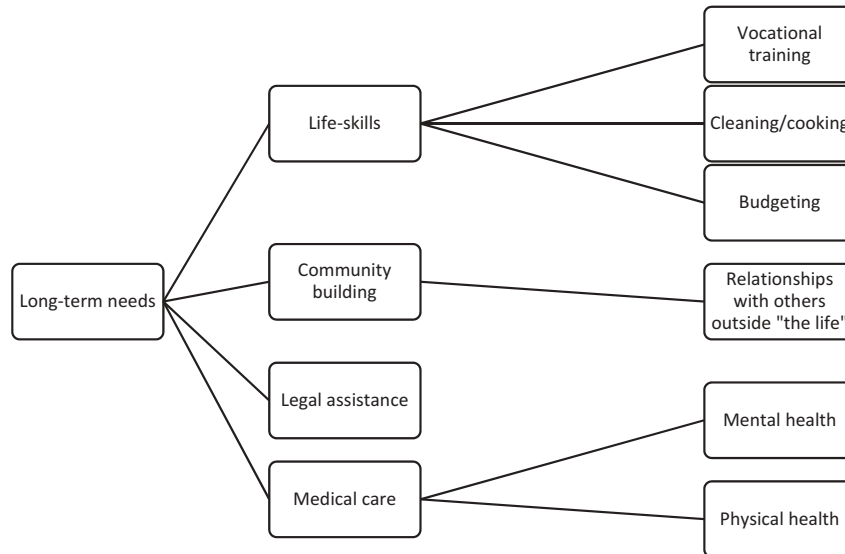 Long-term needs
Life-skills
Vocational
training
Cleaning/cooking
Budgeting
Community
building
Relationships
with others
outside "the life"
Legal assistance
Medical care
Mental health
Physical health